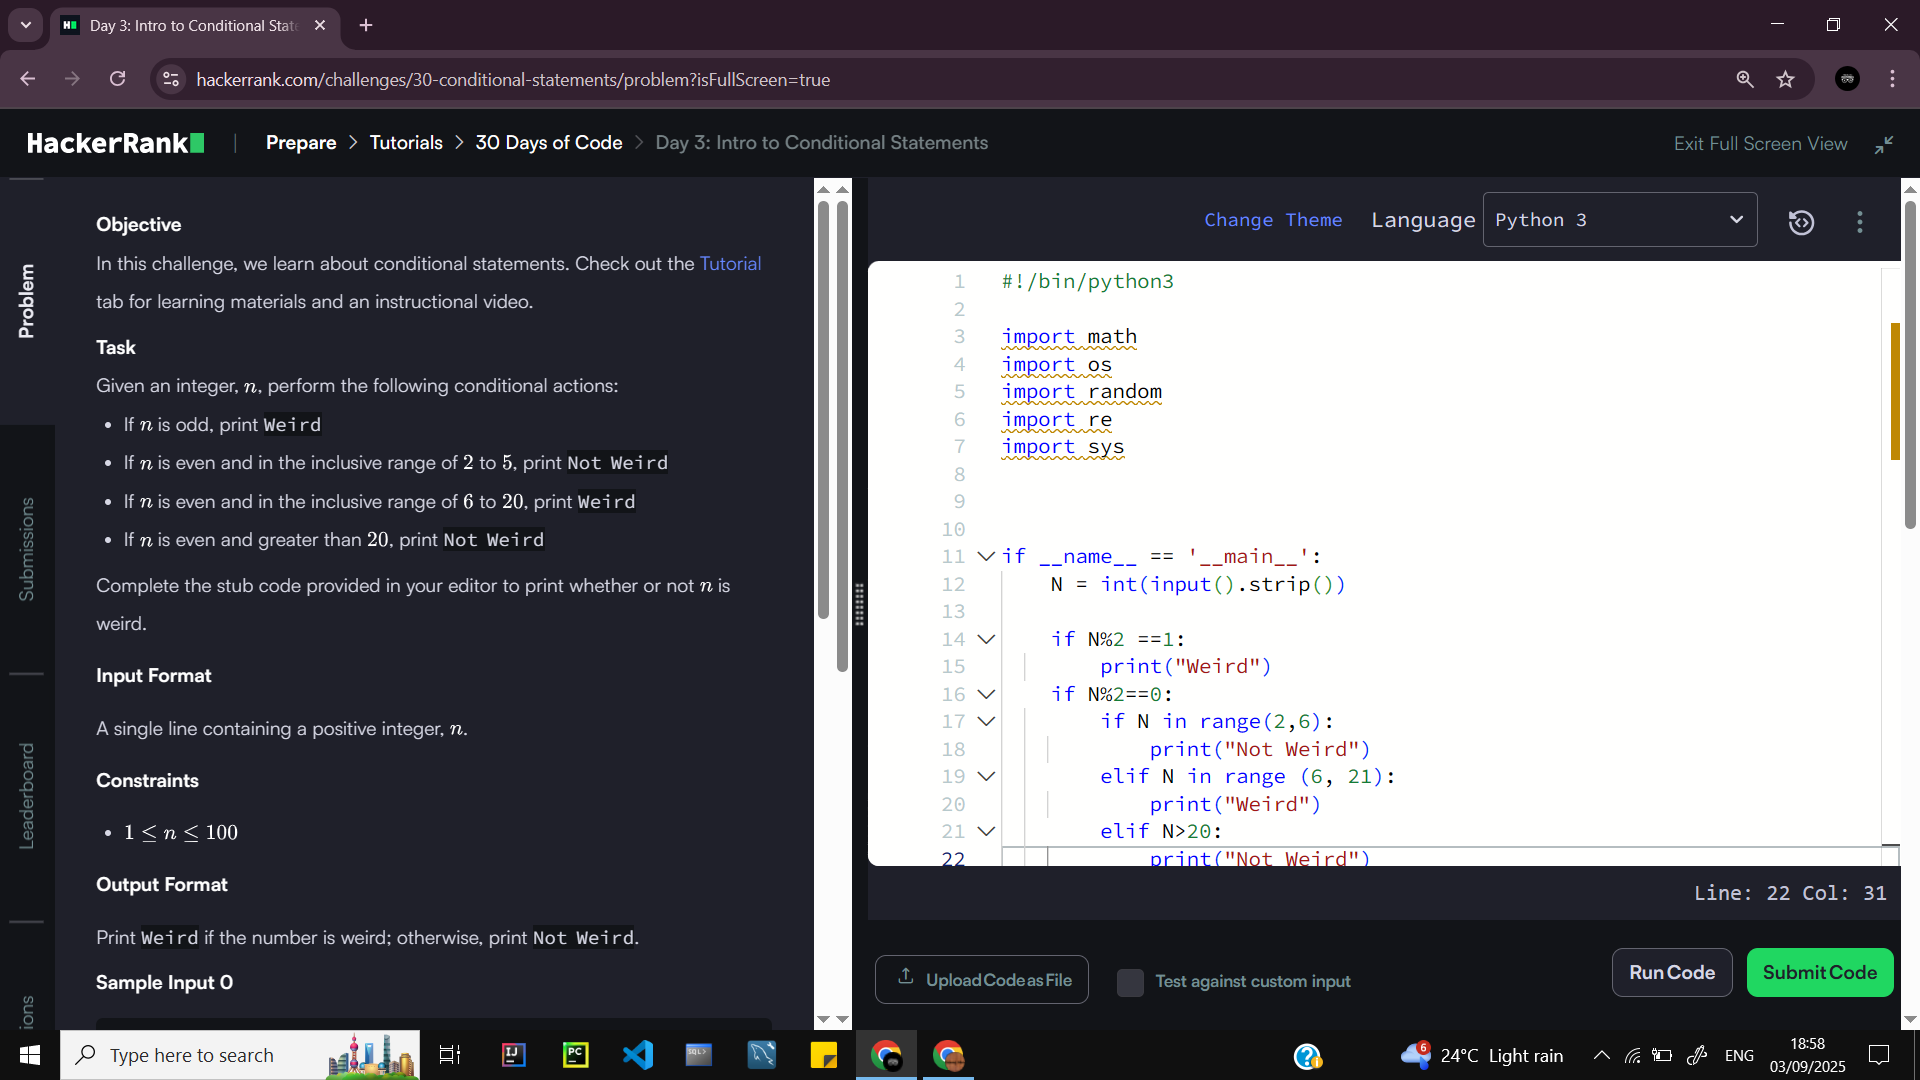 Day 3: Intro to Conditional State
hackerrank.com/challenges/30-conditional-statements/problem?isFullScreen=true
HackerRank
Prepare > Tutorials > 30 Days of Code > Day 3: Intro to Conditional Statements
Exit Full Screen View
Problem
Submissions
Leaderboard
ions
Objective
In this challenge, we learn about conditional statements. Check out the Tutorial
tab for learning materials and an instructional video.
Task
Given an integer, n, perform the following conditional actions:
• If n is odd, print Weird
• If n is even and in the inclusive range of 2 to 5, print Not Weird
• If n is even and in the inclusive range of 6 to 20, print Weird
• If n is even and greater than 20, print Not Weird
Complete the stub code provided in your editor to print whether or not n is
weird.
Input Format
A single line containing a positive integer, n.
Constraints
• 1 ≤ n ≤ 100
Output Format
Print Weird if the number is weird; otherwise, print Not Weird.
Sample Input 0
Change Theme
Language
Python 3
1 #!/bin/python3
2
3 import math
4 import os
5 import random
6 import re
7 import sys
8
9
10
11 if __name__ == '__main__':
12     N = int(input().strip())
13
14     if N%2 ==1:
15         print("Weird")
16     if N%2==0:
17         if N in range(2,6):
18             print("Not Weird")
19         elif N in range (6, 21):
20             print("Weird")
21         elif N>20:
22             print("Not Weird")
Line: 22 Col: 31
Upload Code as File
Test against custom input
Run Code
Submit Code
Type here to search
IJ
PC
SQL>
6
24°C Light rain
ENG
18:58
03/09/2025